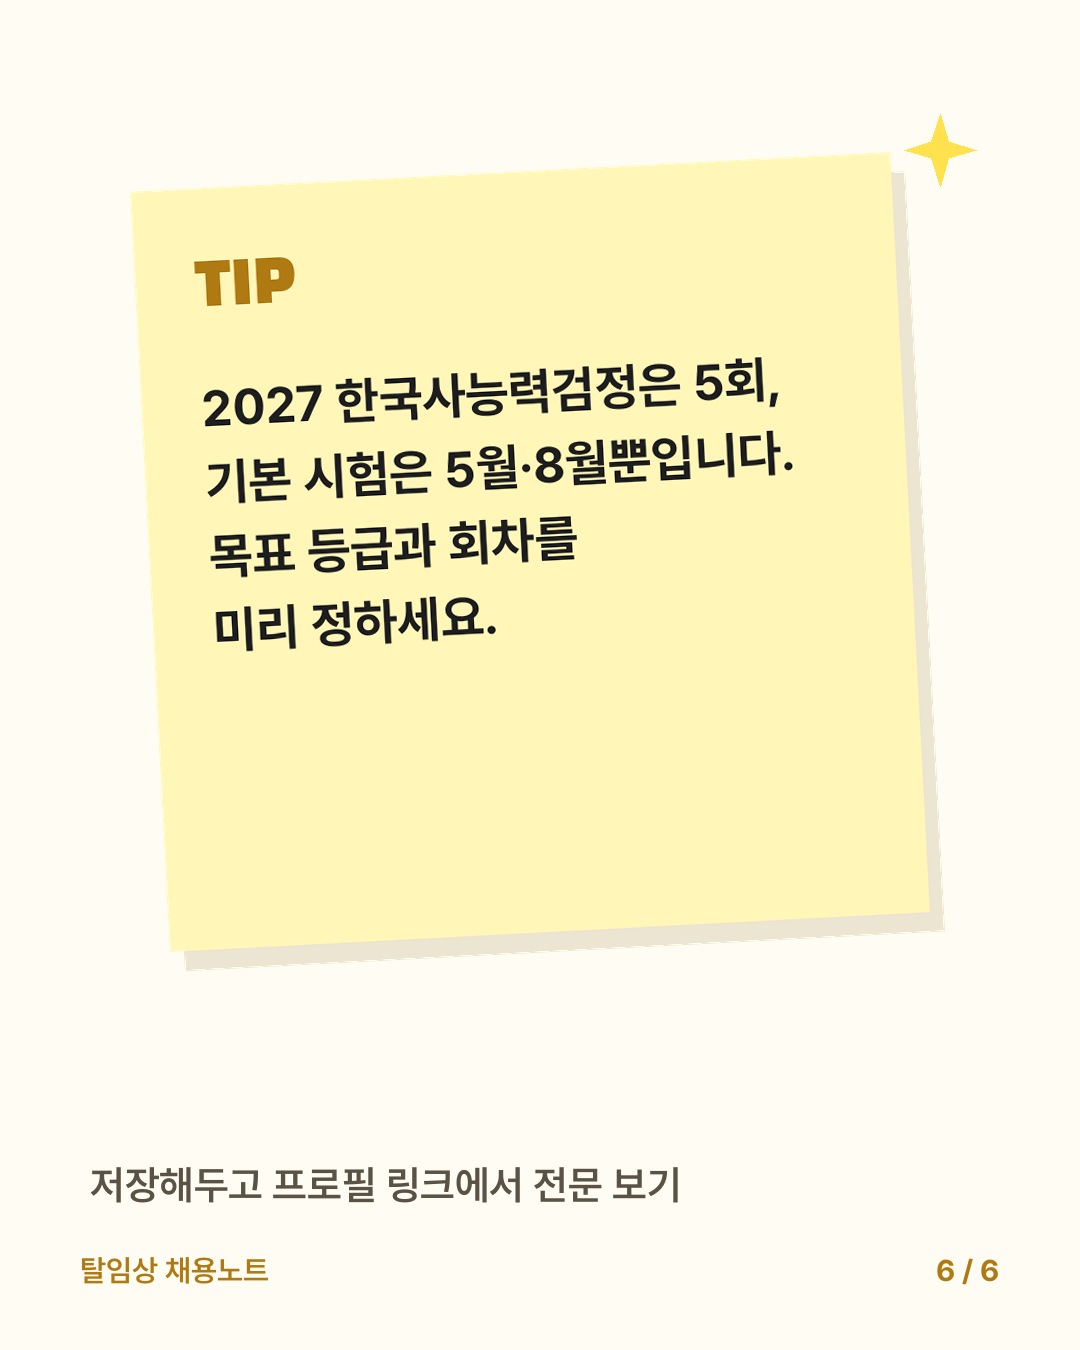 TIP
2027 한국사능력검정은 5회,
기본 시험은 5월·8월뿐입니다.
목표 등급과 회차를
미리 정하세요.
저장해두고 프로필 링크에서 전문 보기
탈임상 채용노트
6 / 6